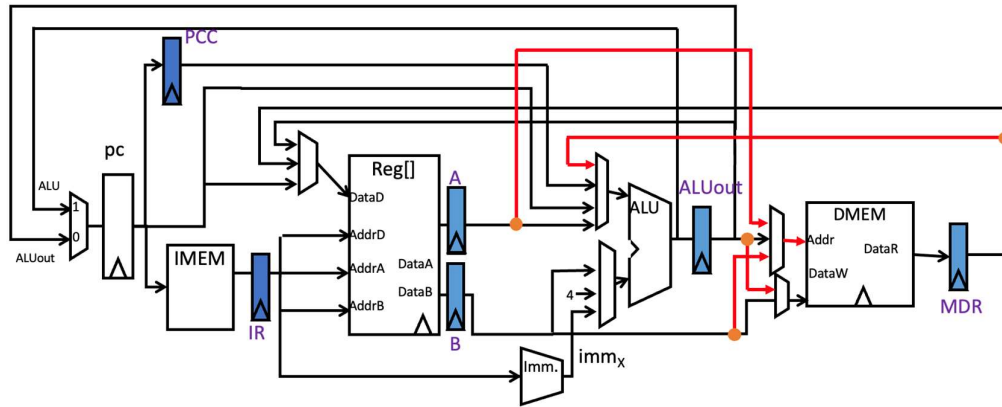 PCC
pc
ALU
1
0
ALUout
IMEM
IR
Reg[]
DataD
AddrD
AddrA
AddrB
DataA
DataB
A
B
Imm.
immX
4
ALU
ALUout
DMEM
Addr
DataR
DataW
MDR